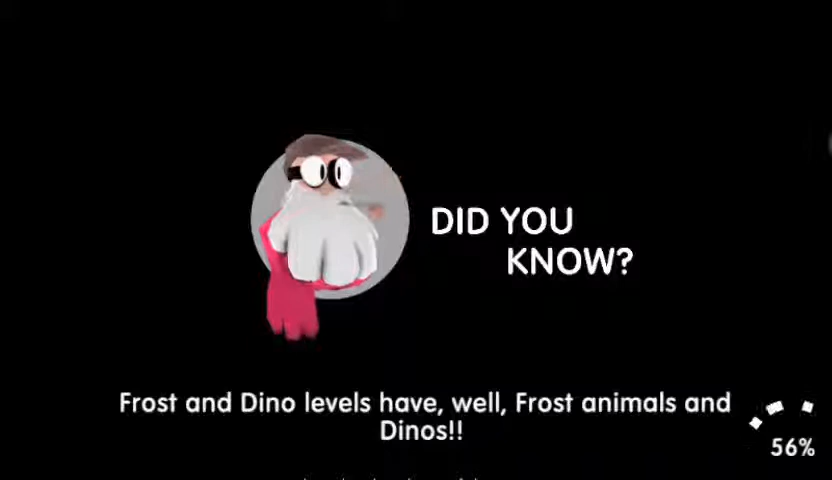 DID YOU
KNOW?
Frost and Dino levels have, well, Frost animals and
Dinos!!
56%